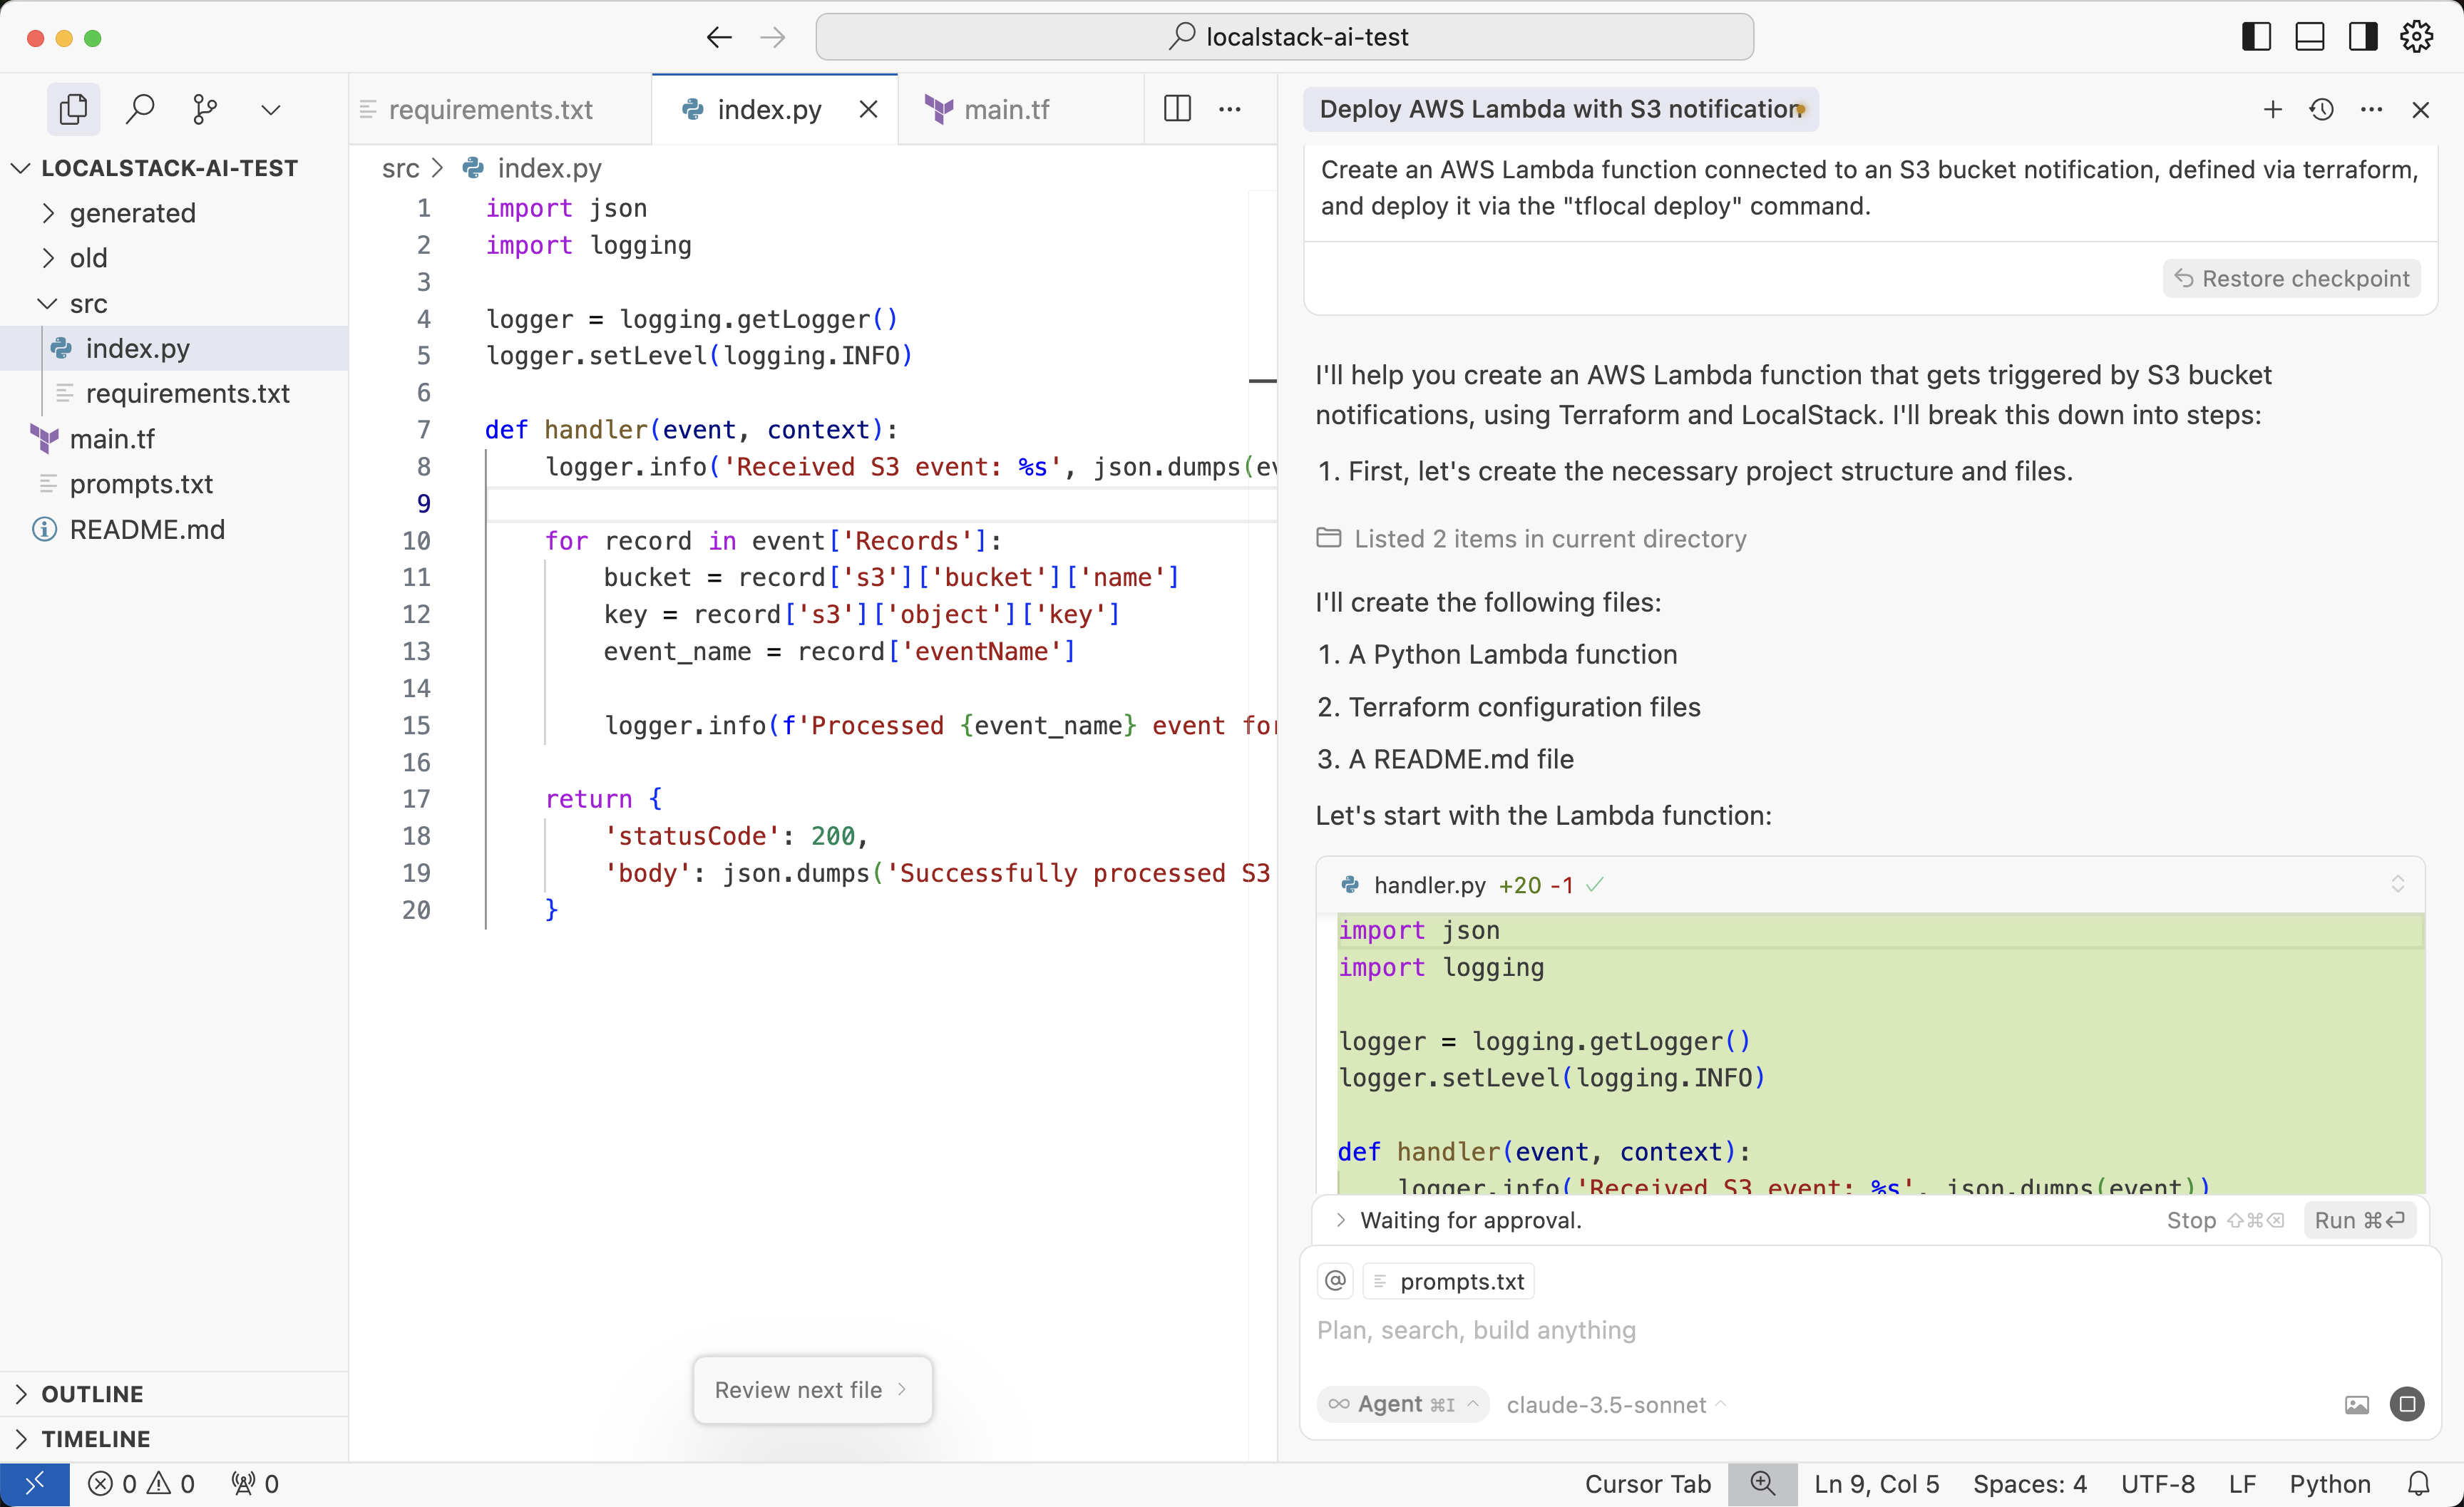 localstack-ai-test
LOCALSTACK-AI-TEST
generated
old
src
index.py
requirements.txt
main.tf
prompts.txt
README.md
OUTLINE
TIMELINE
requirements.txt
index.py
main.tf
src > index.py
1 import json
2 import logging
3
4 logger = logging.getLogger()
5 logger.setLevel(logging.INFO)
6
7 def handler(event, context):
8 logger.info('Received S3 event: %s', json.dumps(ev
9
10 for record in event['Records']:
11 bucket = record['s3']['bucket']['name']
12 key = record['s3']['object']['key']
13 event_name = record['eventName']
14
15 logger.info(f'Processed {event_name} event for
16
17 return {
18 'statusCode': 200,
19 'body': json.dumps('Successfully processed S3
20 }
Review next file
Deploy AWS Lambda with S3 notification
Create an AWS Lambda function connected to an S3 bucket notification, defined via terraform,
and deploy it via the "tflocal deploy" command.
Restore checkpoint
I'll help you create an AWS Lambda function that gets triggered by S3 bucket
notifications, using Terraform and LocalStack. I'll break this down into steps:
1. First, let's create the necessary project structure and files.
Listed 2 items in current directory
I'll create the following files:
1. A Python Lambda function
2. Terraform configuration files
3. A README.md file
Let's start with the Lambda function:
handler.py +20 -1
import json
import logging
logger = logging.getLogger()
logger.setLevel(logging.INFO)
def handler(event, context):
logger.info('Received S3 event: %s', json.dumps(event))
Waiting for approval.
Stop ⇧⌘⌫
Run ⌘⏎
@ prompts.txt
Plan, search, build anything
∞ Agent ⌘I
claude-3.5-sonnet
0 0 0
Cursor Tab
Ln 9, Col 5
Spaces: 4
UTF-8
LF
Python